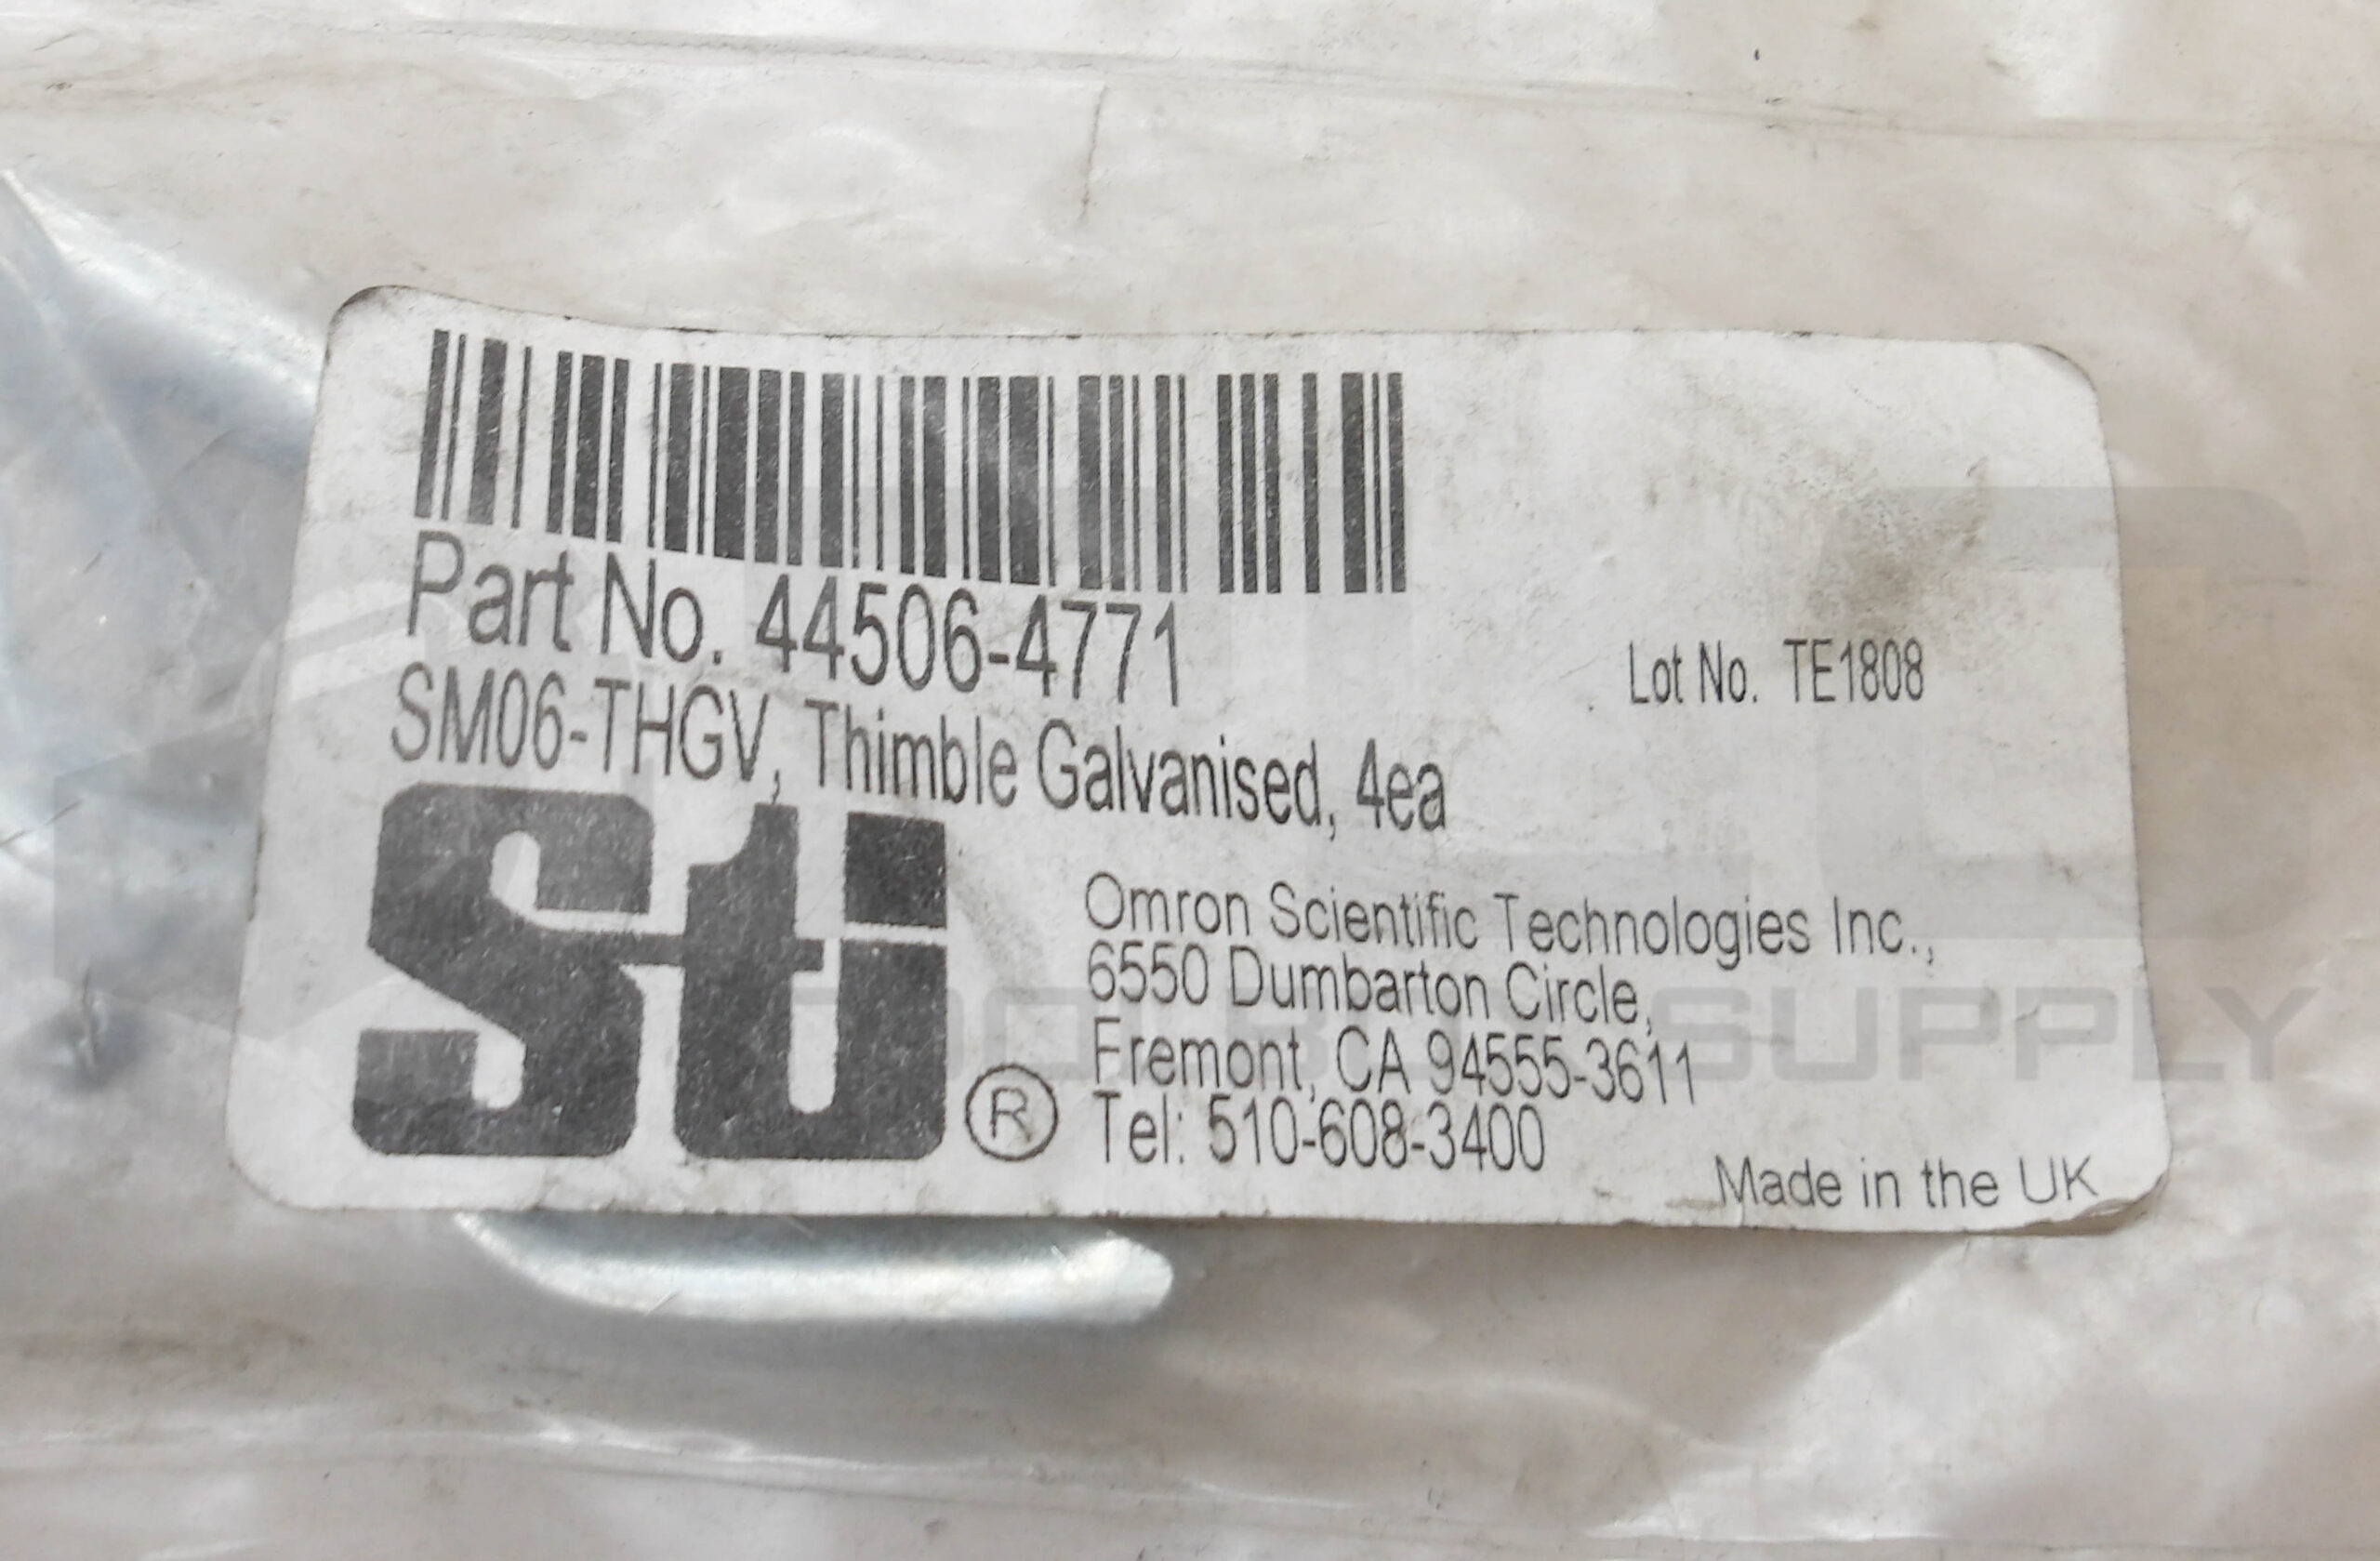 Part No. 44506-4771
Lot No. TE1808
SM06-THGV, Thimble Galvanised, 4ea
sti ®
Omron Scientific Technologies Inc.,
6550 Dumbarton Circle,
Fremont, CA 94555-3611
Tel: 510-608-3400
Made in the UK
SUPPLY